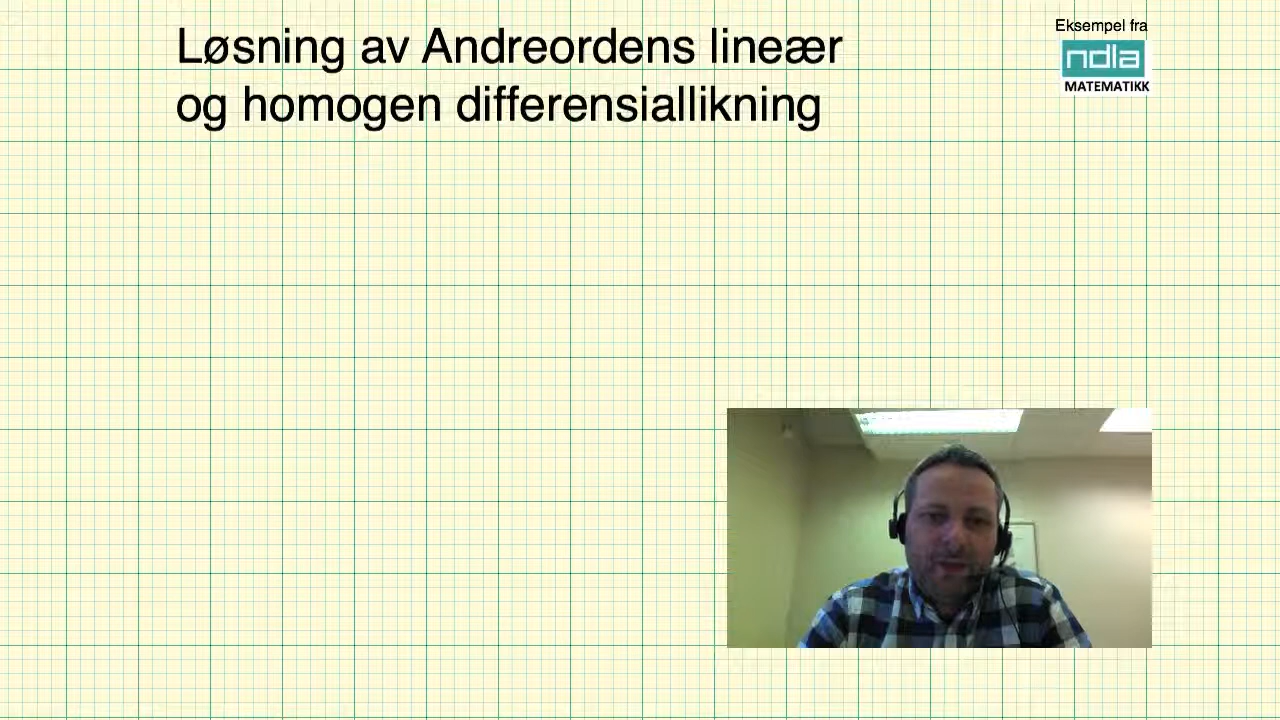 Løsning av Andreordens lineær
og homogen differensiallikning
Eksempel fra
ndla
MATEMATIKK